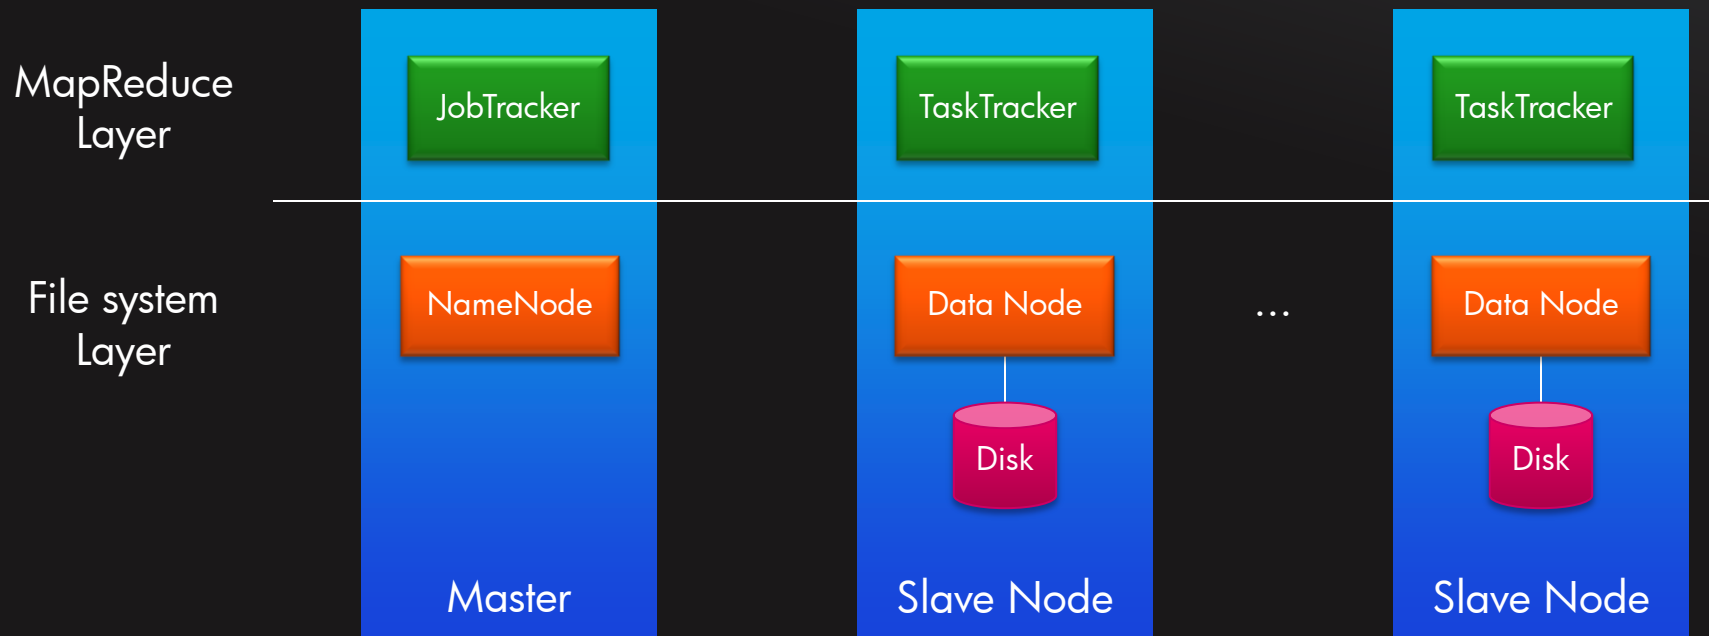 MapReduce
Layer
JobTracker
TaskTracker
TaskTracker
File system
Layer
NameNode
Data Node
...
Data Node
Disk
Disk
Master
Slave Node
Slave Node